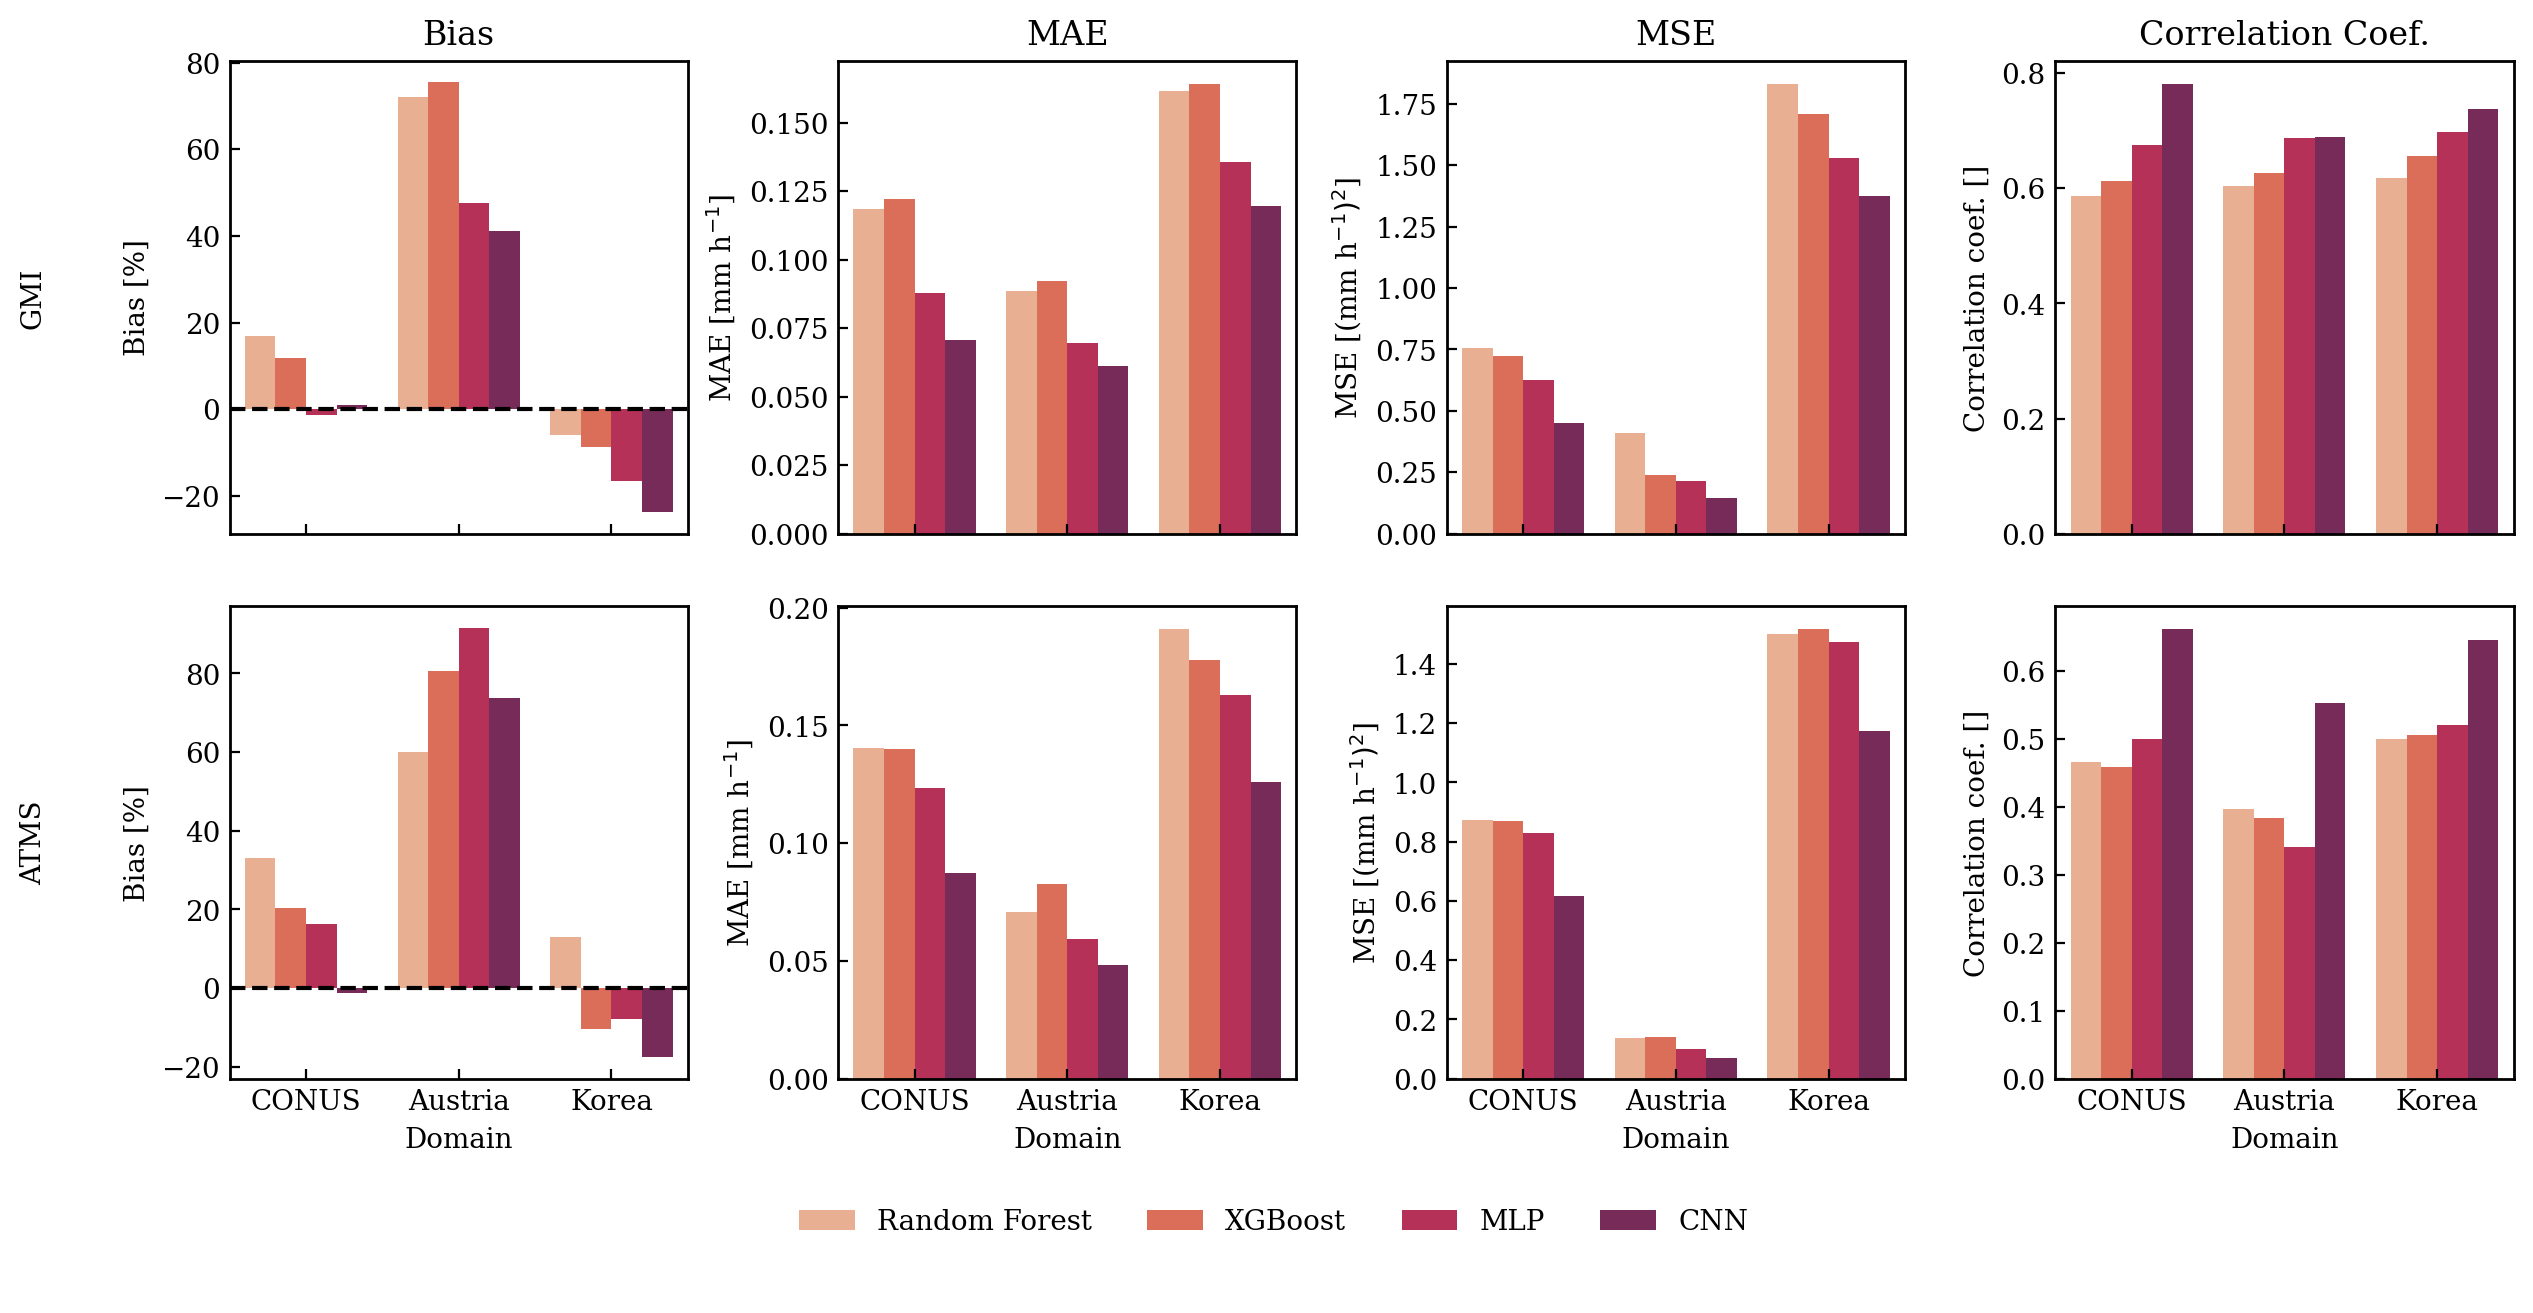 Bias
MAE
MSE
Correlation Coef.
GMI
Bias [%]
80
60
40
20
0
−20
MAE [mm h⁻¹]
0.150
0.125
0.100
0.075
0.050
0.025
0.000
MSE [(mm h⁻¹)²]
1.75
1.50
1.25
1.00
0.75
0.50
0.25
0.00
Correlation coef. []
0.8
0.6
0.4
0.2
0.0
ATMS
Bias [%]
80
60
40
20
0
−20
CONUS Austria Korea
Domain
MAE [mm h⁻¹]
0.20
0.15
0.10
0.05
0.00
CONUS Austria Korea
Domain
MSE [(mm h⁻¹)²]
1.4
1.2
1.0
0.8
0.6
0.4
0.2
0.0
CONUS Austria Korea
Domain
Correlation coef. []
0.6
0.5
0.4
0.3
0.2
0.1
0.0
CONUS Austria Korea
Domain
Random Forest XGBoost MLP CNN